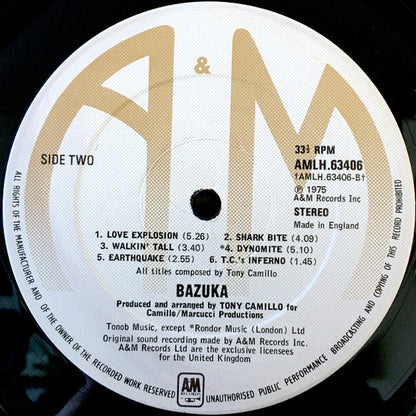 A & M
SIDE TWO
33⅓ RPM
AMLH.63406
†AMLH.63406-B†
℗ 1975
A&M Records Inc
STEREO
Made in England
1. LOVE EXPLOSION (5.26) 2. SHARK BITE (4.09)
3. WALKIN' TALL (3.40) *4. DYNOMITE (5.10)
5. EARTHQUAKE (2.55) 6. T.C.'s INFERNO (1.45)
All titles composed by Tony Camillo
BAZUKA
Produced and arranged by TONY CAMILLO for
Camillo/Marcucci Productions
Tonob Music, except *Rondor Music (London) Ltd
Original sound recording made by A&M Records Inc.
A&M Records Ltd are the exclusive licensees
for the United Kingdom
A&M
RECORDS
ALL RIGHTS OF THE MANUFACTURER AND OF THE OWNER OF THE RECORDED WORK RESERVED
UNAUTHORISED PUBLIC PERFORMANCE BROADCASTING AND COPYING OF THIS RECORD PROHIBITED